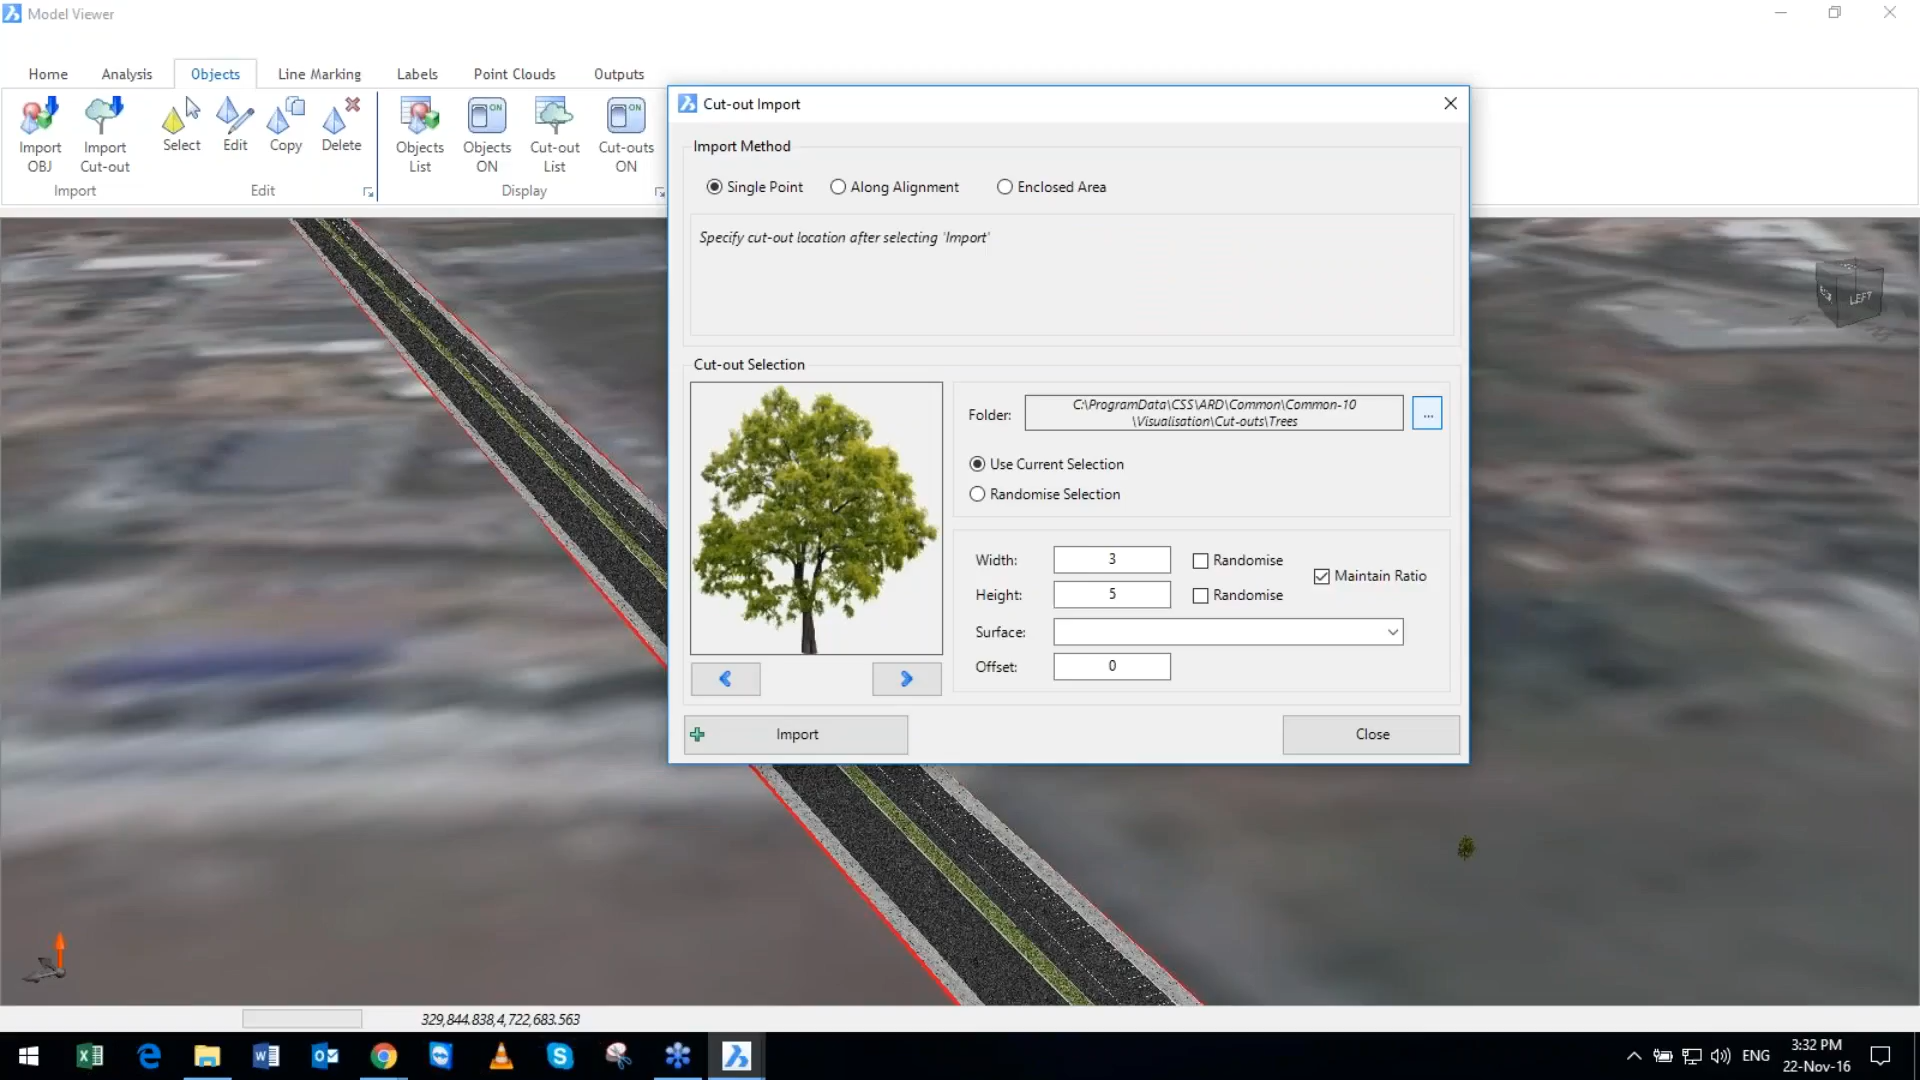 Model Viewer
Home Analysis Objects Line Marking Labels Point Clouds Outputs
Import OBJ
Import Cut-out
Select
Edit
Copy
Delete
Objects List
Objects ON
Cut-out List
Cut-outs ON
ON
ON
Import
Edit
Display
Cut-out Import
Import Method
Single Point
Along Alignment
Enclosed Area
Specify cut-out location after selecting 'Import'
Cut-out Selection
Folder:
C:\ProgramData\CSS\ARD\Common\Common-10
\Visualisation\Cut-outs\Trees
...
Use Current Selection
Randomise Selection
Width: 3 Randomise
Maintain Ratio
Height: 5 Randomise
Surface:
Offset: 0
Import
Close
LEFT
329,844.838,4,722,683.563
ENG
3:32 PM
22-Nov-16